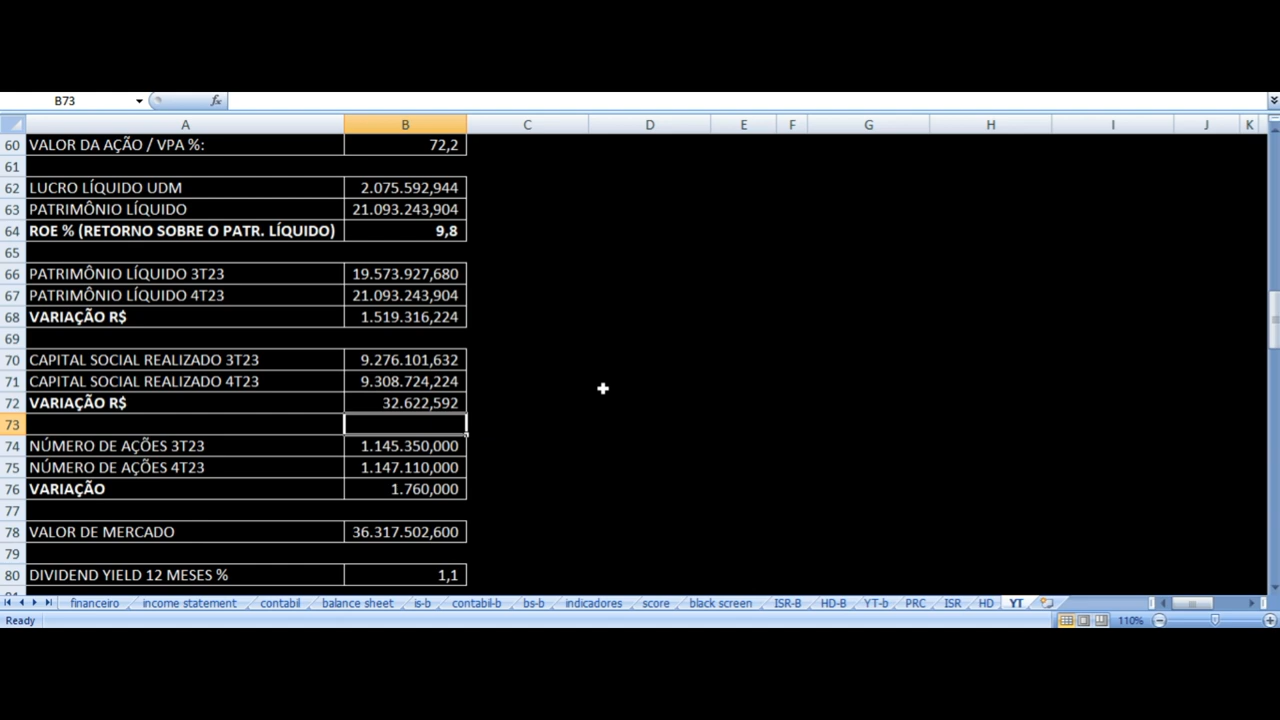 B73 fx
A B C D E F G H I J K
60 VALOR DA AÇÃO / VPA %: 72,2
61
62 LUCRO LÍQUIDO UDM 2.075.592,944
63 PATRIMÔNIO LÍQUIDO 21.093.243,904
64 ROE % (RETORNO SOBRE O PATR. LÍQUIDO) 9,8
65
66 PATRIMÔNIO LÍQUIDO 3T23 19.573.927,680
67 PATRIMÔNIO LÍQUIDO 4T23 21.093.243,904
68 VARIAÇÃO R$ 1.519.316,224
69
70 CAPITAL SOCIAL REALIZADO 3T23 9.276.101,632
71 CAPITAL SOCIAL REALIZADO 4T23 9.308.724,224
72 VARIAÇÃO R$ 32.622,592
73
74 NÚMERO DE AÇÕES 3T23 1.145.350,000
75 NÚMERO DE AÇÕES 4T23 1.147.110,000
76 VARIAÇÃO 1.760,000
77
78 VALOR DE MERCADO 36.317.502,600
79
80 DIVIDEND YIELD 12 MESES % 1,1
financeiro income statement contabil balance sheet is-b contabil-b bs-b indicadores score black screen ISR-B HD-B YT-b PRC ISR HD YT
Ready 110%